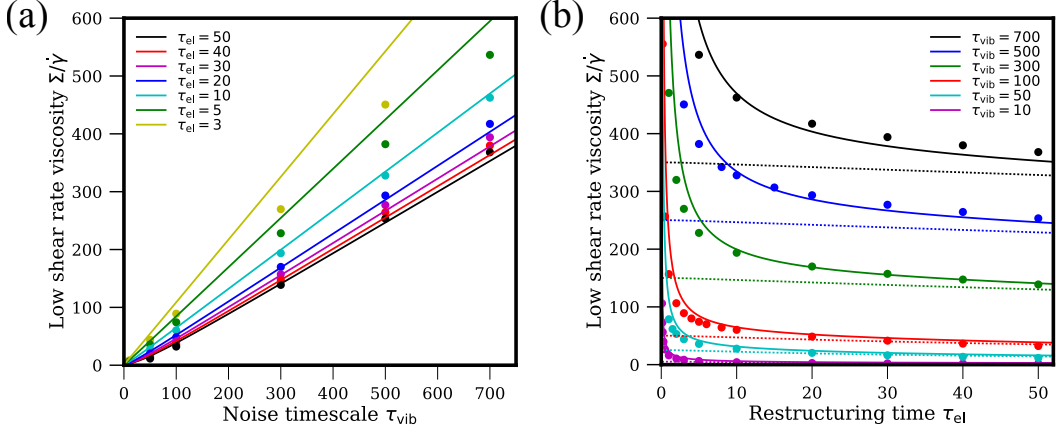 (a)
Low shear rate viscosity Σ/γ̇
600
500
400
300
200
100
0
τel = 50
τel = 40
τel = 30
τel = 20
τel = 10
τel = 5
τel = 3
0 100 200 300 400 500 600 700
Noise timescale τvib
(b)
Low shear rate viscosity Σ/γ̇
600
500
400
300
200
100
0
τvib = 700
τvib = 500
τvib = 300
τvib = 100
τvib = 50
τvib = 10
0 10 20 30 40 50
Restructuring time τel